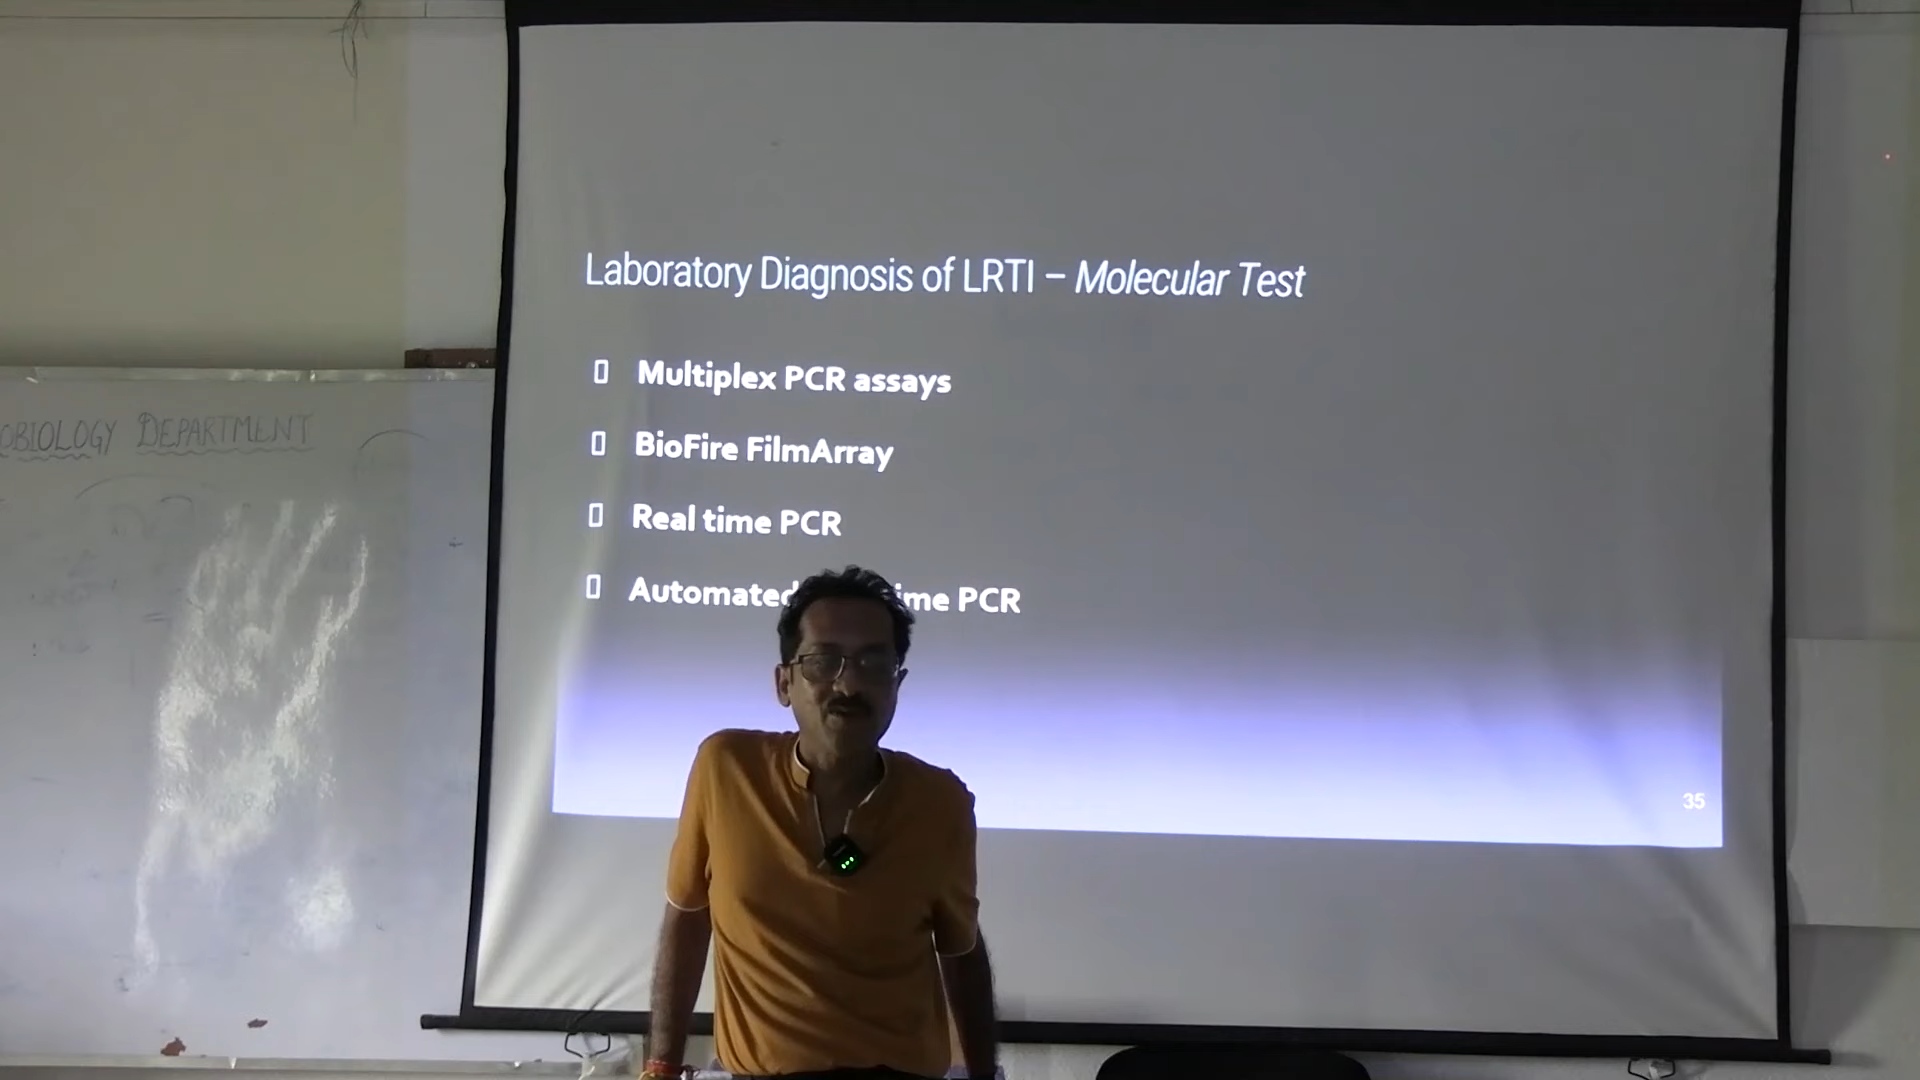 Laboratory Diagnosis of LRTI – Molecular Test
Multiplex PCR assays
BioFire FilmArray
Real time PCR
Automated ime PCR
35
OBIOLOGY DEPARTMENT